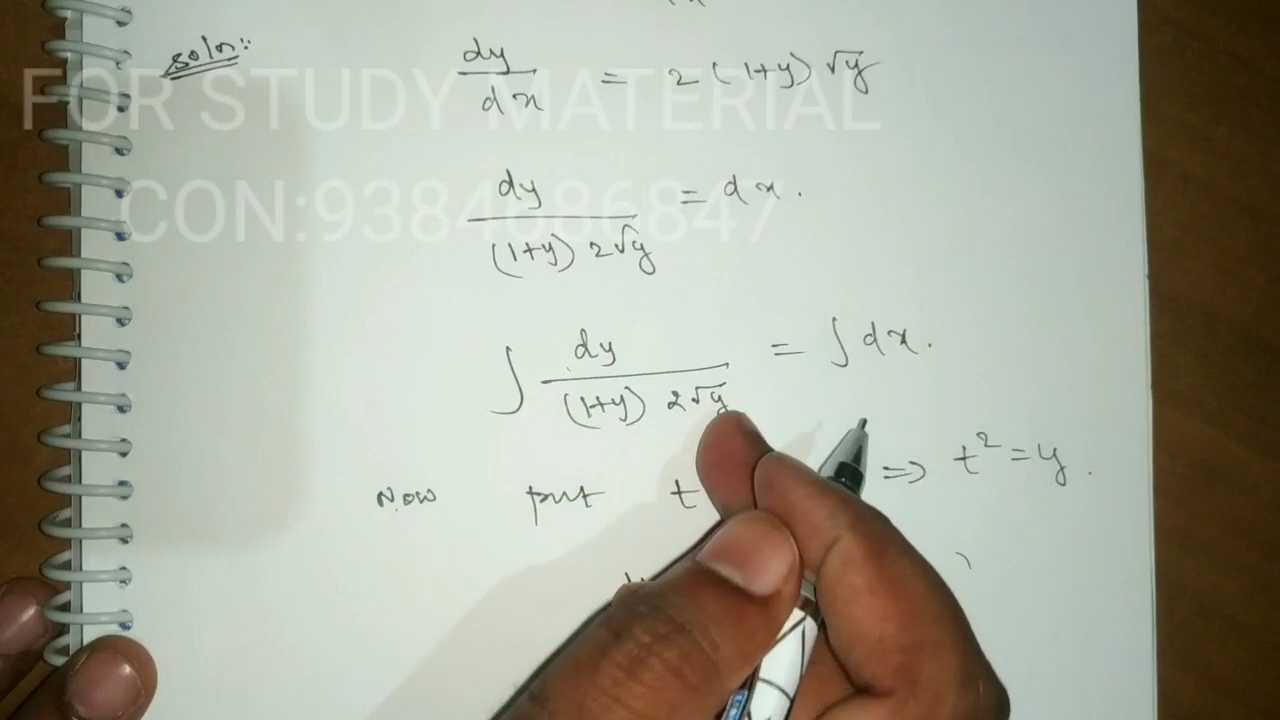 Soln:
dy/dx = 2 (1+y) √y
FOR STUDY MATERIAL
dy/((1+y) 2√y) = dx.
CON:9384086847
∫ dy/((1+y) 2√y) = ∫ dx.
Now put t ⇒ t² = y.